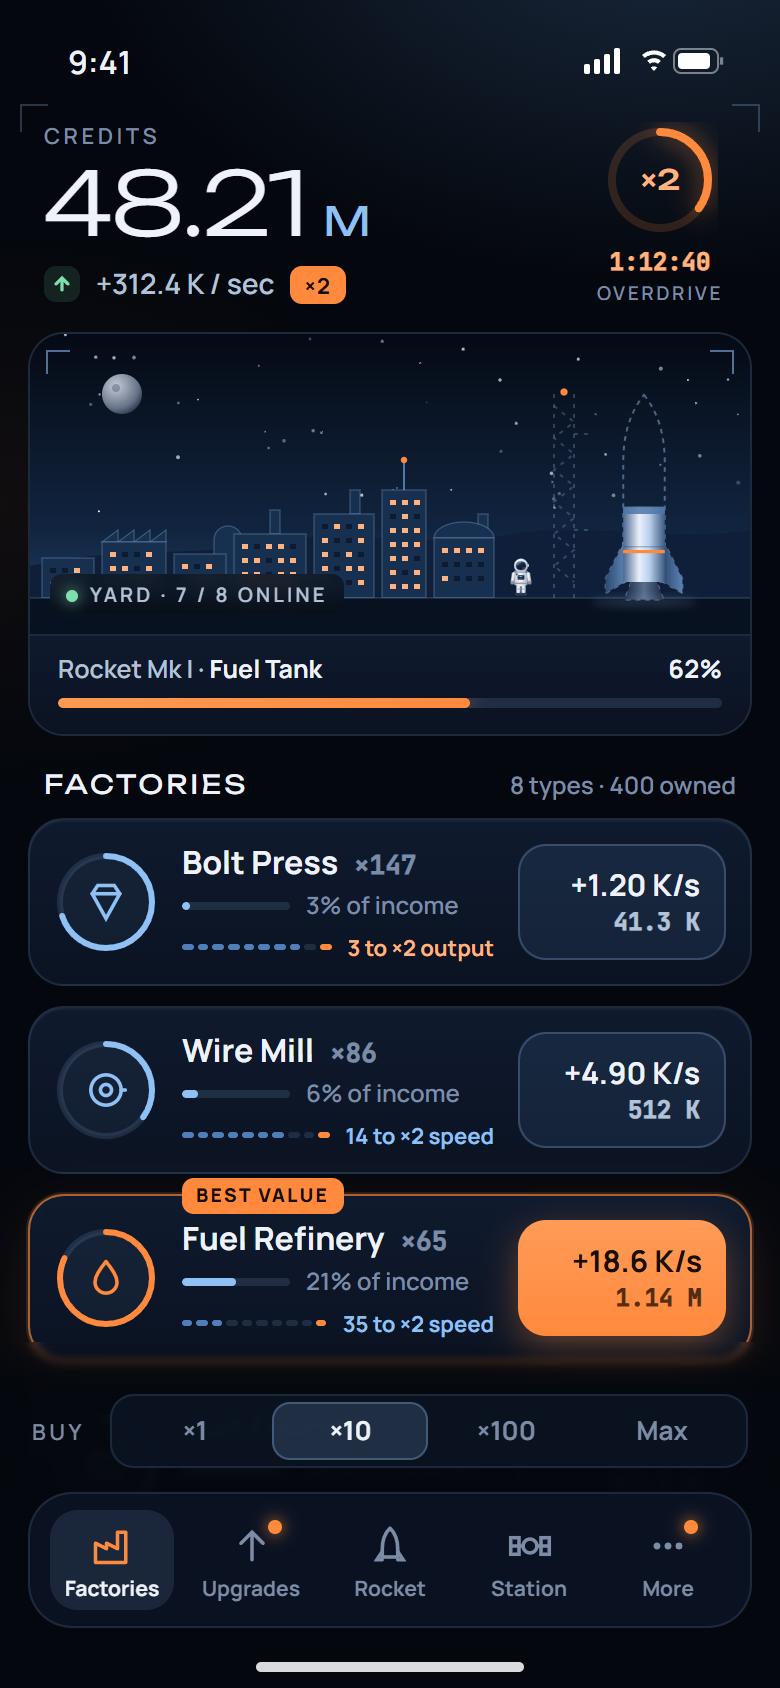 9:41
CREDITS
48.21 M
+312.4 K / sec ×2
×2
1:12:40
OVERDRIVE
YARD · 7 / 8 ONLINE
Rocket Mk I · Fuel Tank 62%
FACTORIES 8 types · 400 owned
Bolt Press ×147
3% of income
3 to ×2 output
+1.20 K/s
41.3 K
Wire Mill ×86
6% of income
14 to ×2 speed
+4.90 K/s
512 K
BEST VALUE
Fuel Refinery ×65
21% of income
35 to ×2 speed
+18.6 K/s
1.14 M
BUY ×1 ×10 ×100 Max
Factories Upgrades Rocket Station More